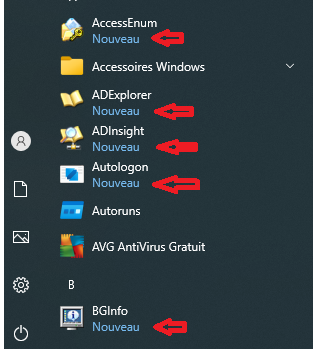 AccessEnum
Nouveau
Accessoires Windows
ADExplorer
Nouveau
ADInsight
Nouveau
Autologon
Nouveau
Autoruns
AVG AntiVirus Gratuit
B
BGInfo
Nouveau